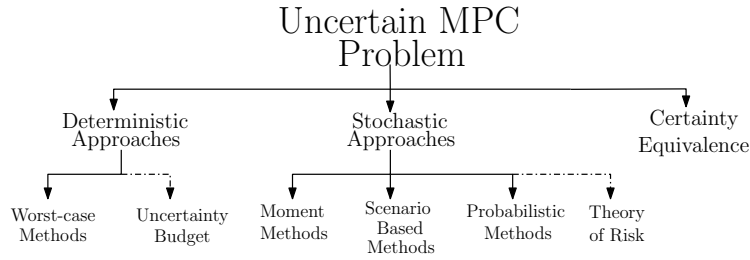 Uncertain MPC
Problem
Deterministic
Approaches
Stochastic
Approaches
Certainty
Equivalence
Worst-case
Methods
Uncertainty
Budget
Moment
Methods
Scenario
Based
Methods
Probabilistic
Methods
Theory
of Risk